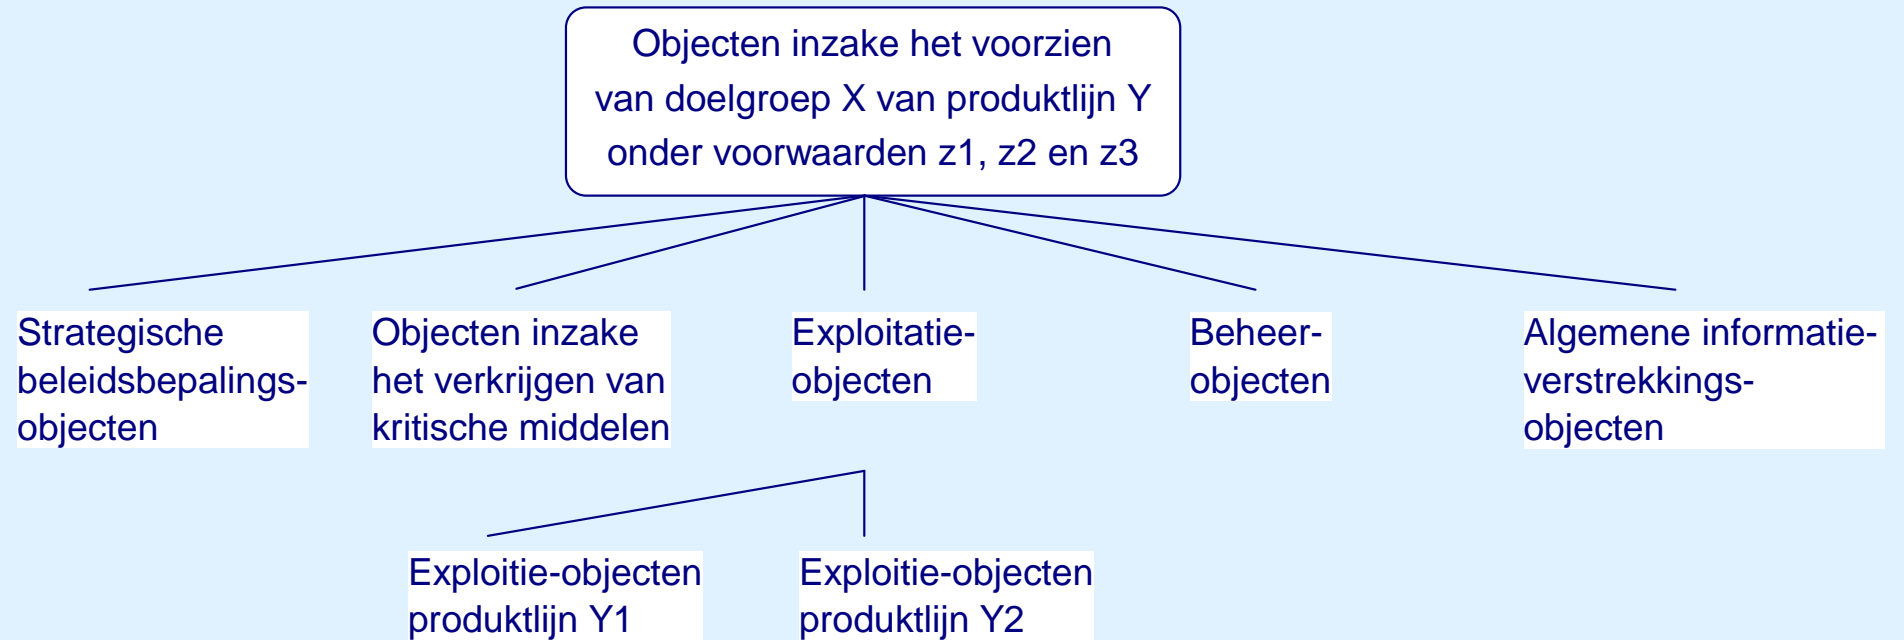 Objecten inzake het voorzien
van doelgroep X van produktlijn Y
onder voorwaarden z1, z2 en z3
Strategische
beleidsbepalings-
objecten
Objecten inzake
het verkrijgen van
kritische middelen
Exploitatie-
objecten
Beheer-
objecten
Algemene informatie-
verstrekkings-
objecten
Exploitie-objecten
produktlijn Y1
Exploitie-objecten
produktlijn Y2